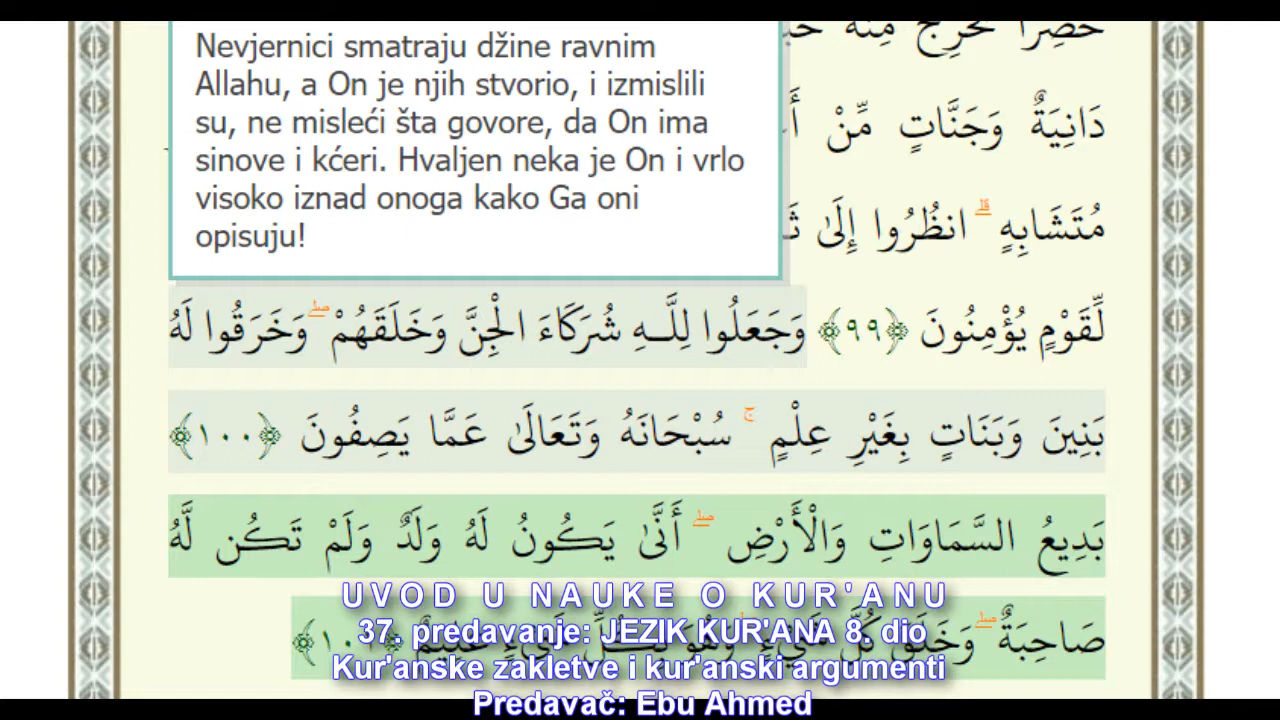 Nevjernici smatraju džine ravnim
Allahu, a On je njih stvorio, i izmislili
su, ne misleći šta govore, da On ima
sinove i kćeri. Hvaljen neka je On i vrlo
visoko iznad onoga kako Ga oni
opisuju!
دَانِيَةٌ وَجَنَّاتٍ مِّنْ
مُتَشَابِهٍ ۗ انظُرُوا إِلَىٰ
لِّقَوْمٍ يُؤْمِنُونَ ﴿٩٩﴾ وَجَعَلُوا لِلَّـهِ شُرَكَاءَ الْجِنَّ وَخَلَقَهُمْ ۖ وَخَرَقُوا لَهُ
بَنِينَ وَبَنَاتٍ بِغَيْرِ عِلْمٍ ۚ سُبْحَانَهُ وَتَعَالَىٰ عَمَّا يَصِفُونَ ﴿١٠٠﴾
بَدِيعُ السَّمَاوَاتِ وَالْأَرْضِ ۖ أَنَّىٰ يَكُونُ لَهُ وَلَدٌ وَلَمْ تَكُن لَّهُ
صَاحِبَةٌ ۖ وَخَلَقَ كُلَّ شَيْءٍ ۖ وَهُوَ بِكُلِّ شَيْءٍ عَلِيمٌ ﴿١٠١﴾
UVOD U NAUKE O KUR'ANU
37. predavanje: JEZIK KUR'ANA 8. dio
Kur'anske zakletve i kur'anski argumenti
Predavač: Ebu Ahmed